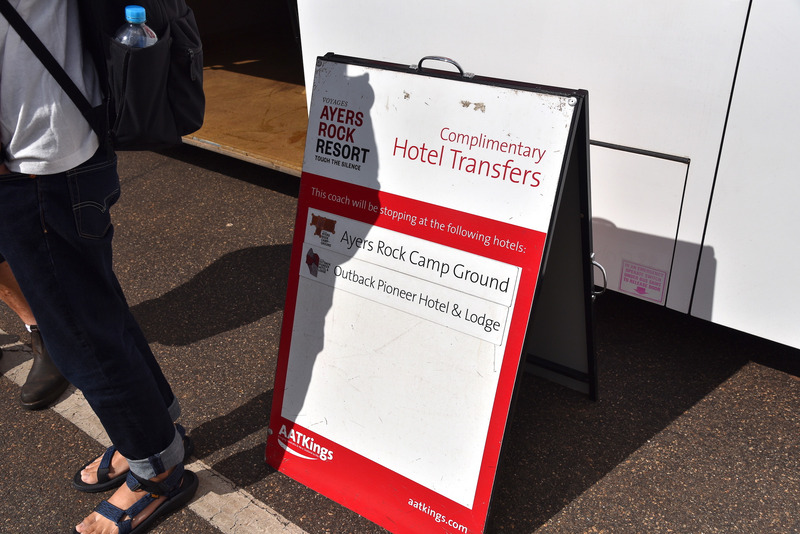 VOYAGES
AYERS
ROCK
RESORT
TOUCH THE SILENCE
Complimentary
Hotel Transfers
This coach will be stopping at the following hotels:
Ayers Rock Camp Ground
Outback Pioneer Hotel & Lodge
AATKings
aatkings.com